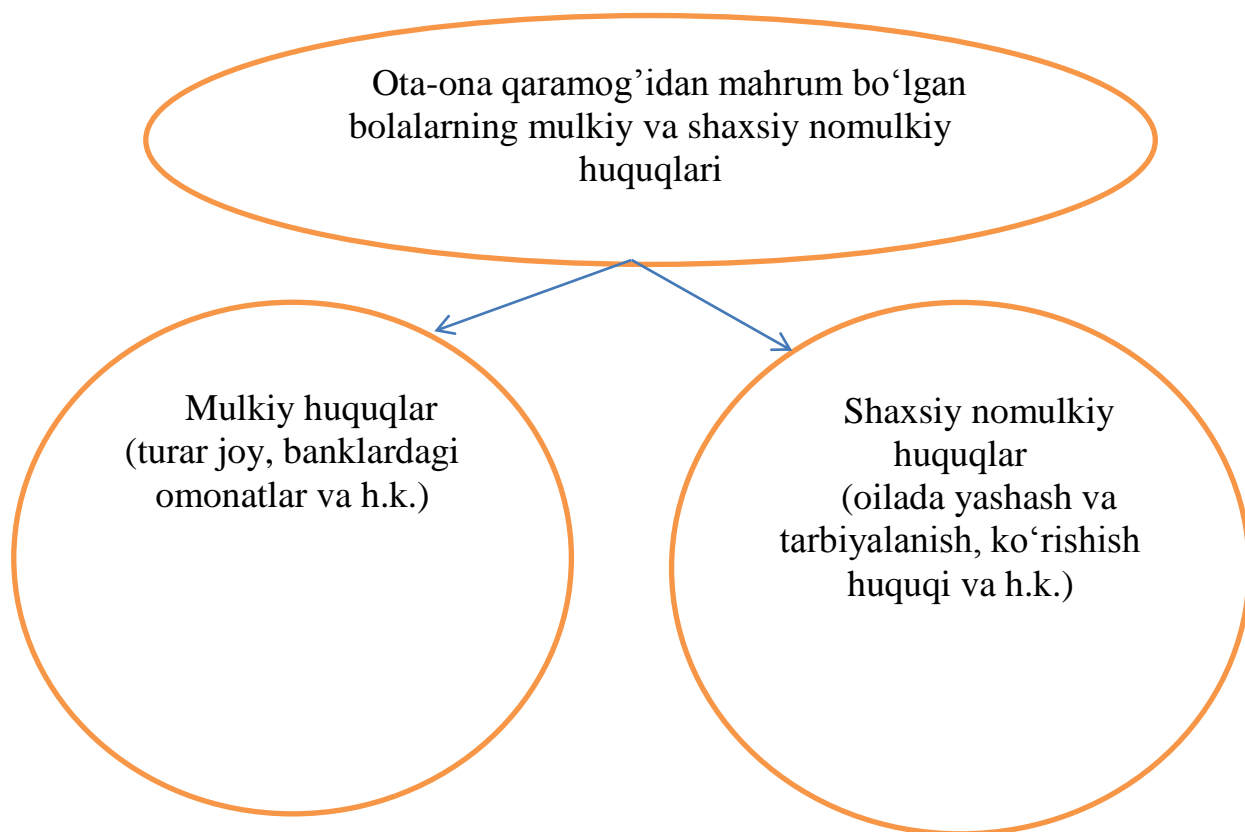 Ota-ona qaramog’idan mahrum bo‘lgan
bolalarning mulkiy va shaxsiy nomulkiy
huquqlari
Mulkiy huquqlar
(turar joy, banklardagi
omonatlar va h.k.)
Shaxsiy nomulkiy
huquqlar
(oilada yashash va
tarbiyalanish, ko‘rishish
huquqi va h.k.)